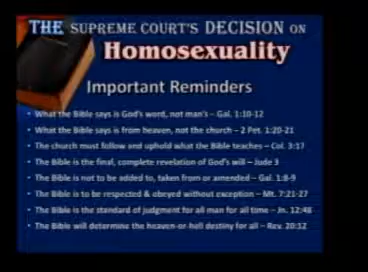 THE SUPREME COURT'S DECISION ON
Homosexuality
Important Reminders
• What the Bible says is God's word, not man's – Gal. 1:10-12
• What the Bible says is from heaven, not the church – 2 Pet. 1:20-21
• The church must follow and uphold what the Bible teaches – Col. 3:17
• The Bible is the final, complete revelation of God's will – Jude 3
• The Bible is not to be added to, taken from or amended – Gal. 1:8-9
• The Bible is to be respected & obeyed without exception – Mt. 7:21-27
• The Bible is the standard of judgment for all man for all time – Jn. 12:48
• The Bible will determine the heaven-or-hell destiny for all – Rev. 20:12